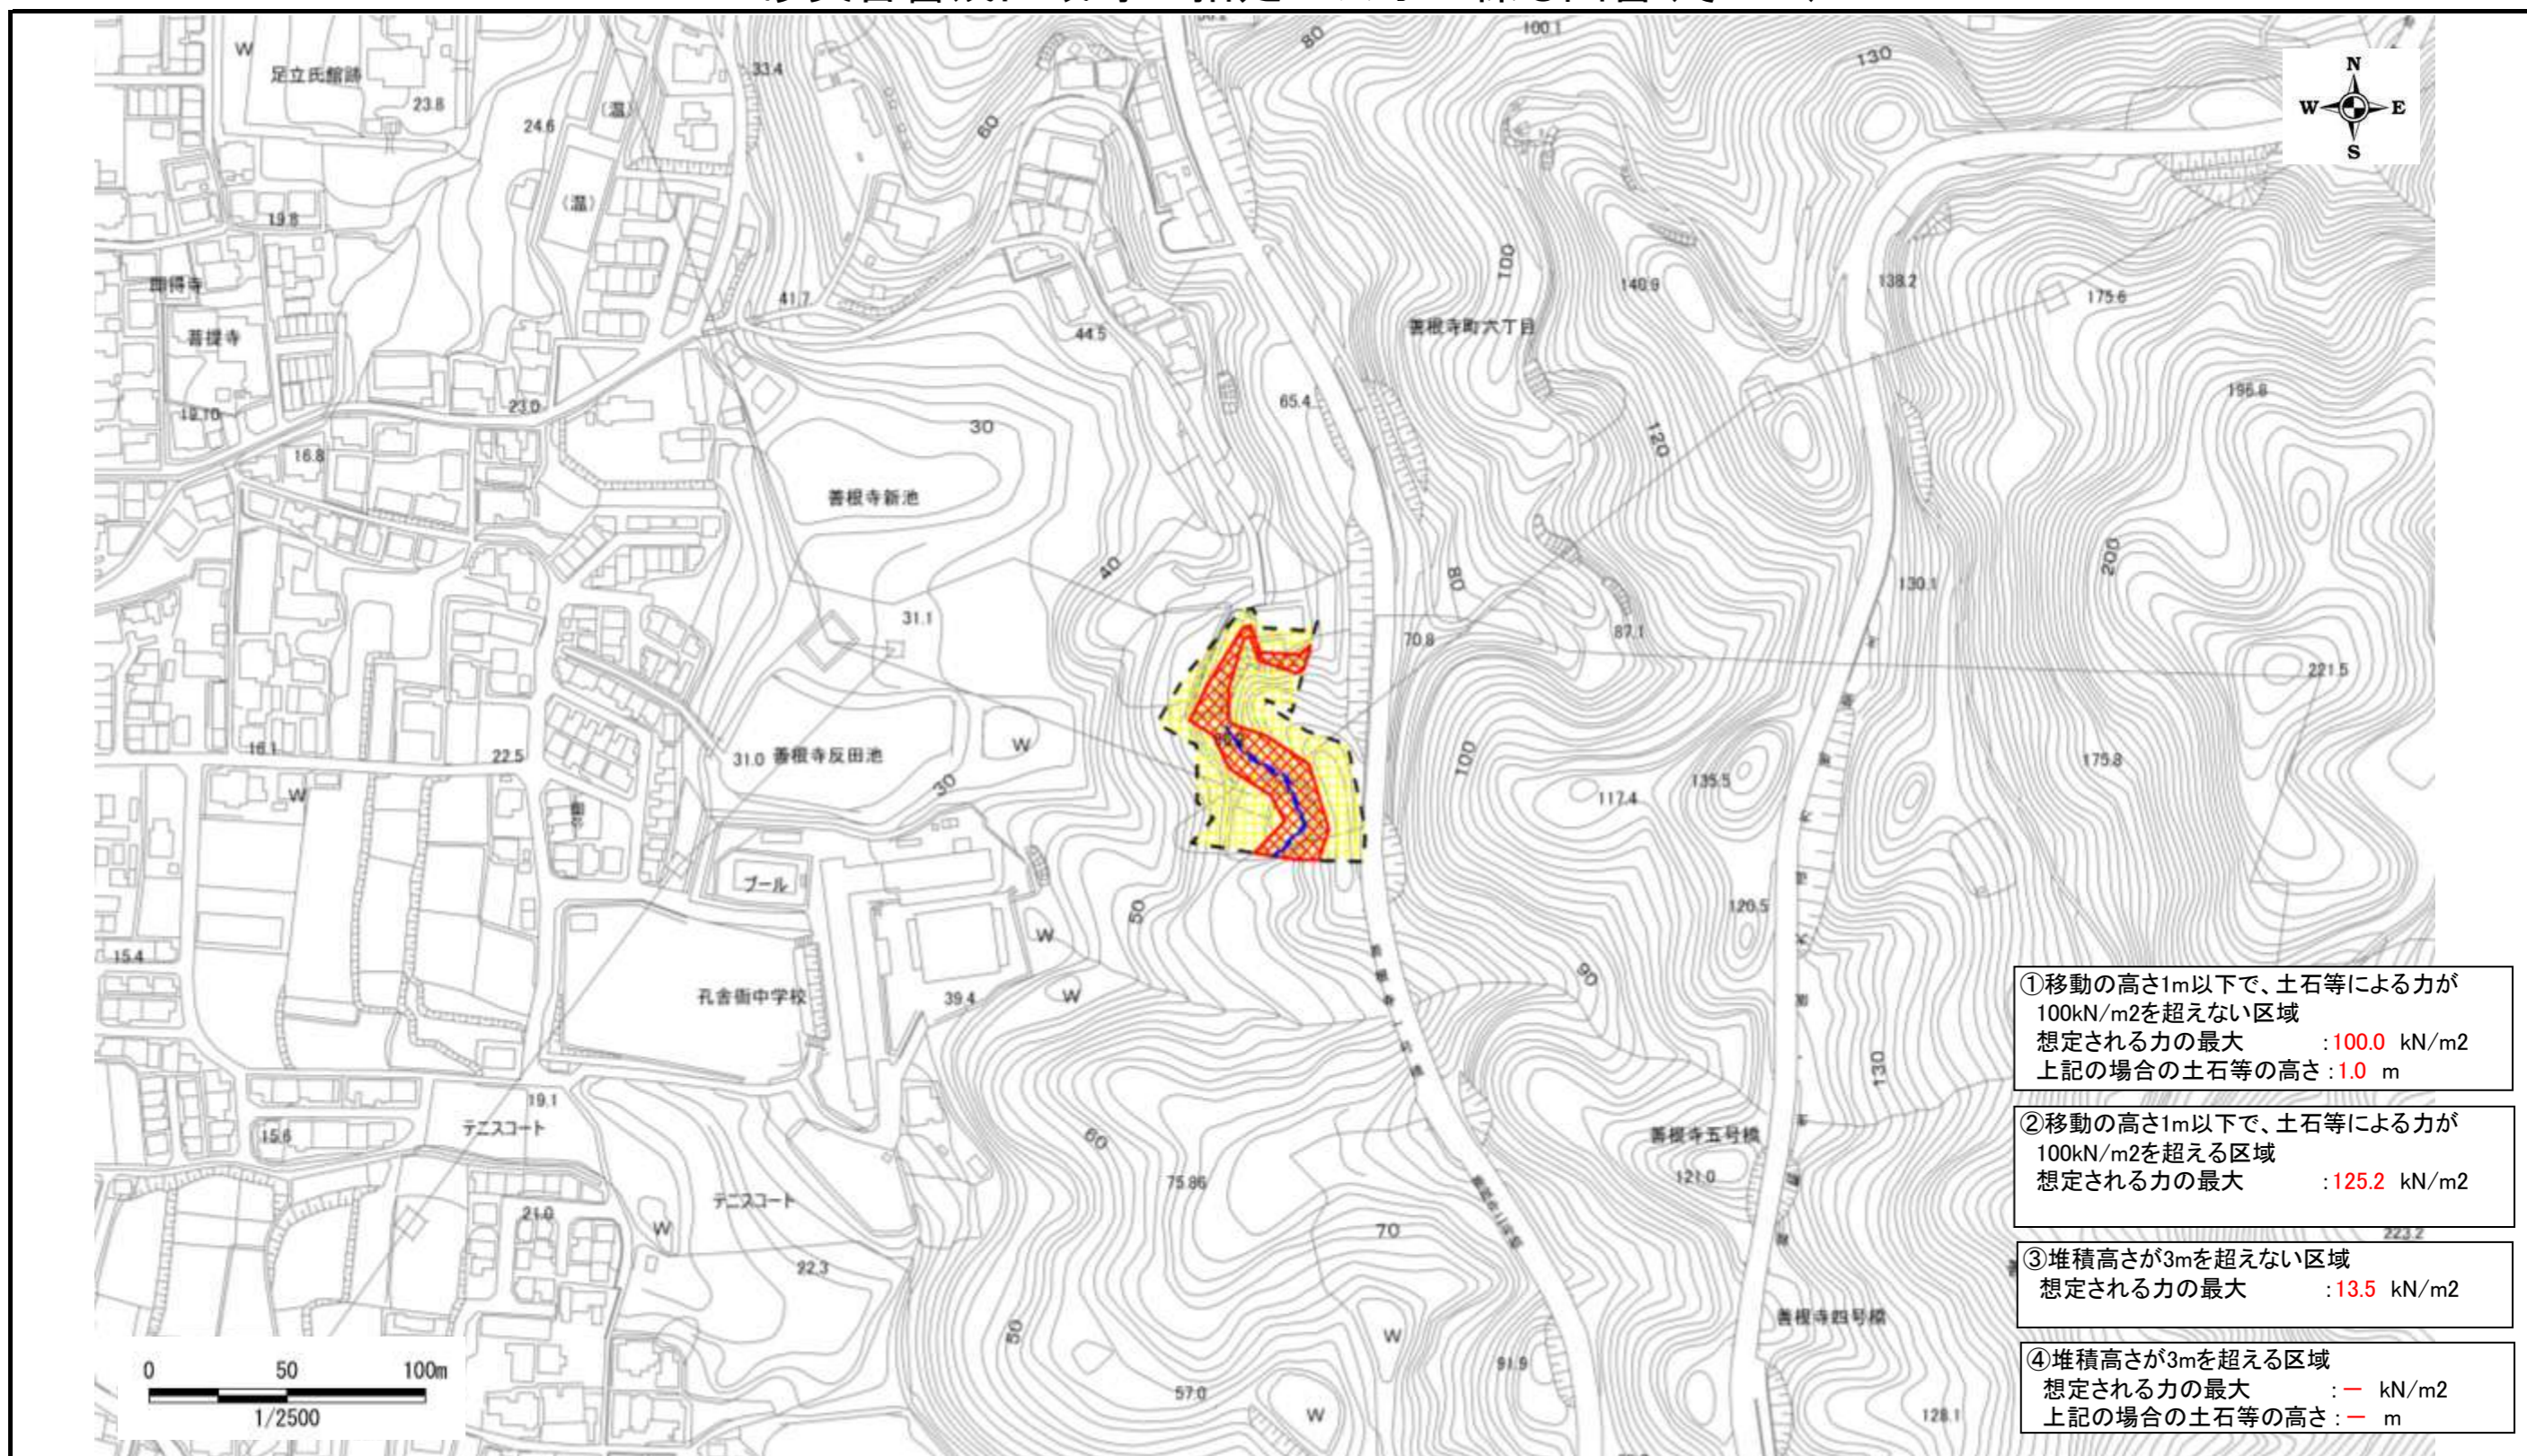 N
W E
S
足立氏館跡
W
23.8
24.6
(温)
(温)
33.4
60
80
100.1
130
19.8
41.7
44.5
菩提寺
19.10
23.0
16.8
30
善根寺新池
65.4
善根寺町六丁目
100
140.9
138.2
175.6
196.8
120
40
31.1
80
70.8
87.1
130.1
200
221.5
16.1
22.5
31.0
善根寺反田池
W
30
W
100
117.4
135.5
175.8
プール
50
120.5
15.4
孔舎衙中学校
39.4
W
W
90
130
19.1
テニスコート
15.6
60
テニスコート
W
21.0
22.3
75.86
70
善根寺五号橋
121.0
223.2
善根寺四号橋
50
W
91.9
57.0
W
128.1
①移動の高さ1m以下で、土石等による力が
100kN/m2を超えない区域
想定される力の最大 :100.0 kN/m2
上記の場合の土石等の高さ:1.0 m
②移動の高さ1m以下で、土石等による力が
100kN/m2を超える区域
想定される力の最大 :125.2 kN/m2
③堆積高さが3mを超えない区域
想定される力の最大 :13.5 kN/m2
④堆積高さが3mを超える区域
想定される力の最大 :－ kN/m2
上記の場合の土石等の高さ:－ m
0 50 100m
1/2500